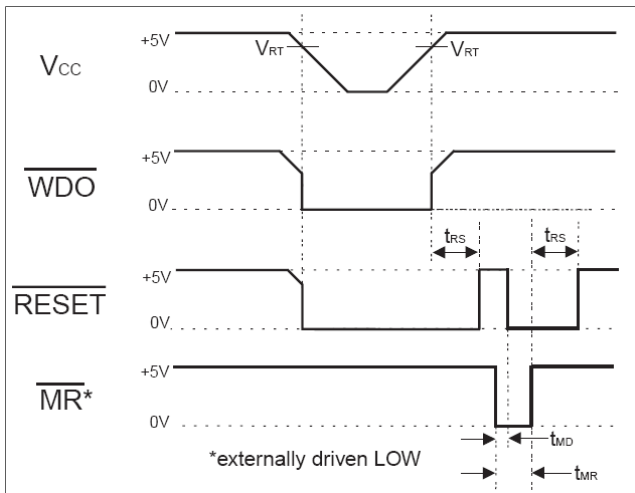 +5V
VRT
VRT
VCC
0V
+5V
WDO
0V
tRS
tRS
+5V
RESET
0V
+5V
MR*
0V
tMD
*externally driven LOW
tMR